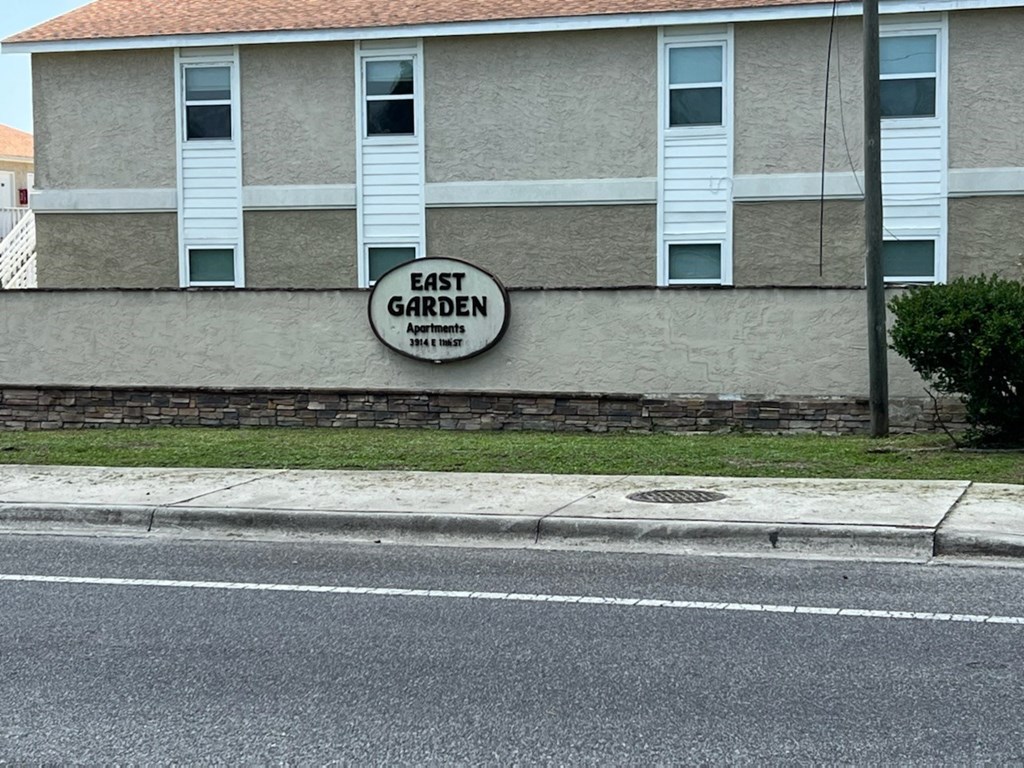 EAST
GARDEN
Apartments
3914 E 11th ST